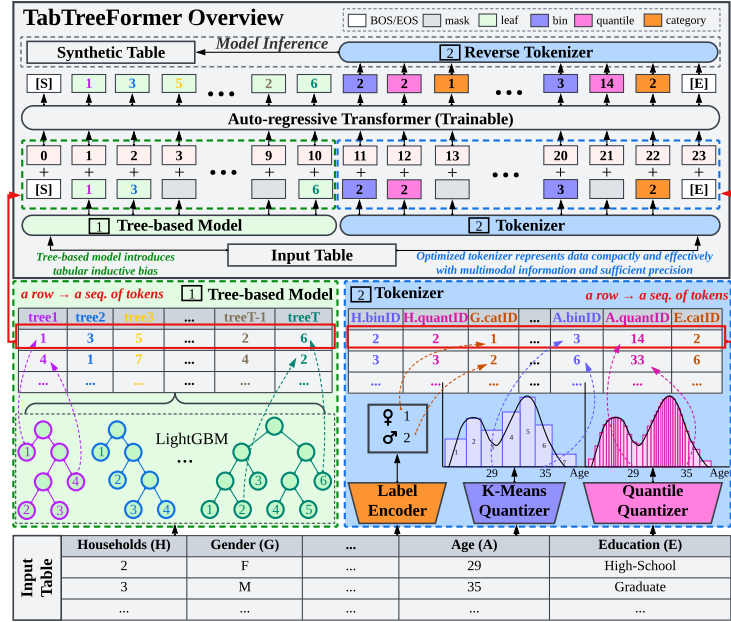 TabTreeFormer Overview
BOS/EOS mask leaf bin quantile category
Synthetic Table
Model Inference
2 Reverse Tokenizer
[S] 1 3 5 ... 2 6 2 2 1 ... 3 14 2 [E]
Auto-regressive Transformer (Trainable)
0 1 2 3 ... 9 10 11 12 13 ... 20 21 22 23
+ + + + + + + + + + + + +
[S] 1 3 6 2 2 3 2 [E]
1 Tree-based Model
2 Tokenizer
Input Table
Tree-based model introduces
tabular inductive bias
Optimized tokenizer represents data compactly and effectively
with multimodal information and sufficient precision
a row → a seq. of tokens
1 Tree-based Model
tree1 tree2 tree3 ... treeT-1 treeT
1 3 5 ... 2 6
4 1 7 ... 4 2
... ... ... ... ...
LightGBM
...
1 4 2 3
1 2 3 4
1 2 3 4 5 3 6
2 Tokenizer
a row → a seq. of tokens
H.binID H.quantID G.catID ... A.binID A.quantID E.catID
2 2 1 ... 3 14 2
3 3 2 ... 6 33 6
... ... ... ... ... ...
♀ 1
♂ 2
1 2 3 4 5 6 7
29 35 Age
29 35 Age
Label
Encoder
K-Means
Quantizer
Quantile
Quantizer
Input
Table
Households (H) Gender (G) ... Age (A) Education (E)
2 F ... 29 High-School
3 M ... 35 Graduate
... ... ... ... ...